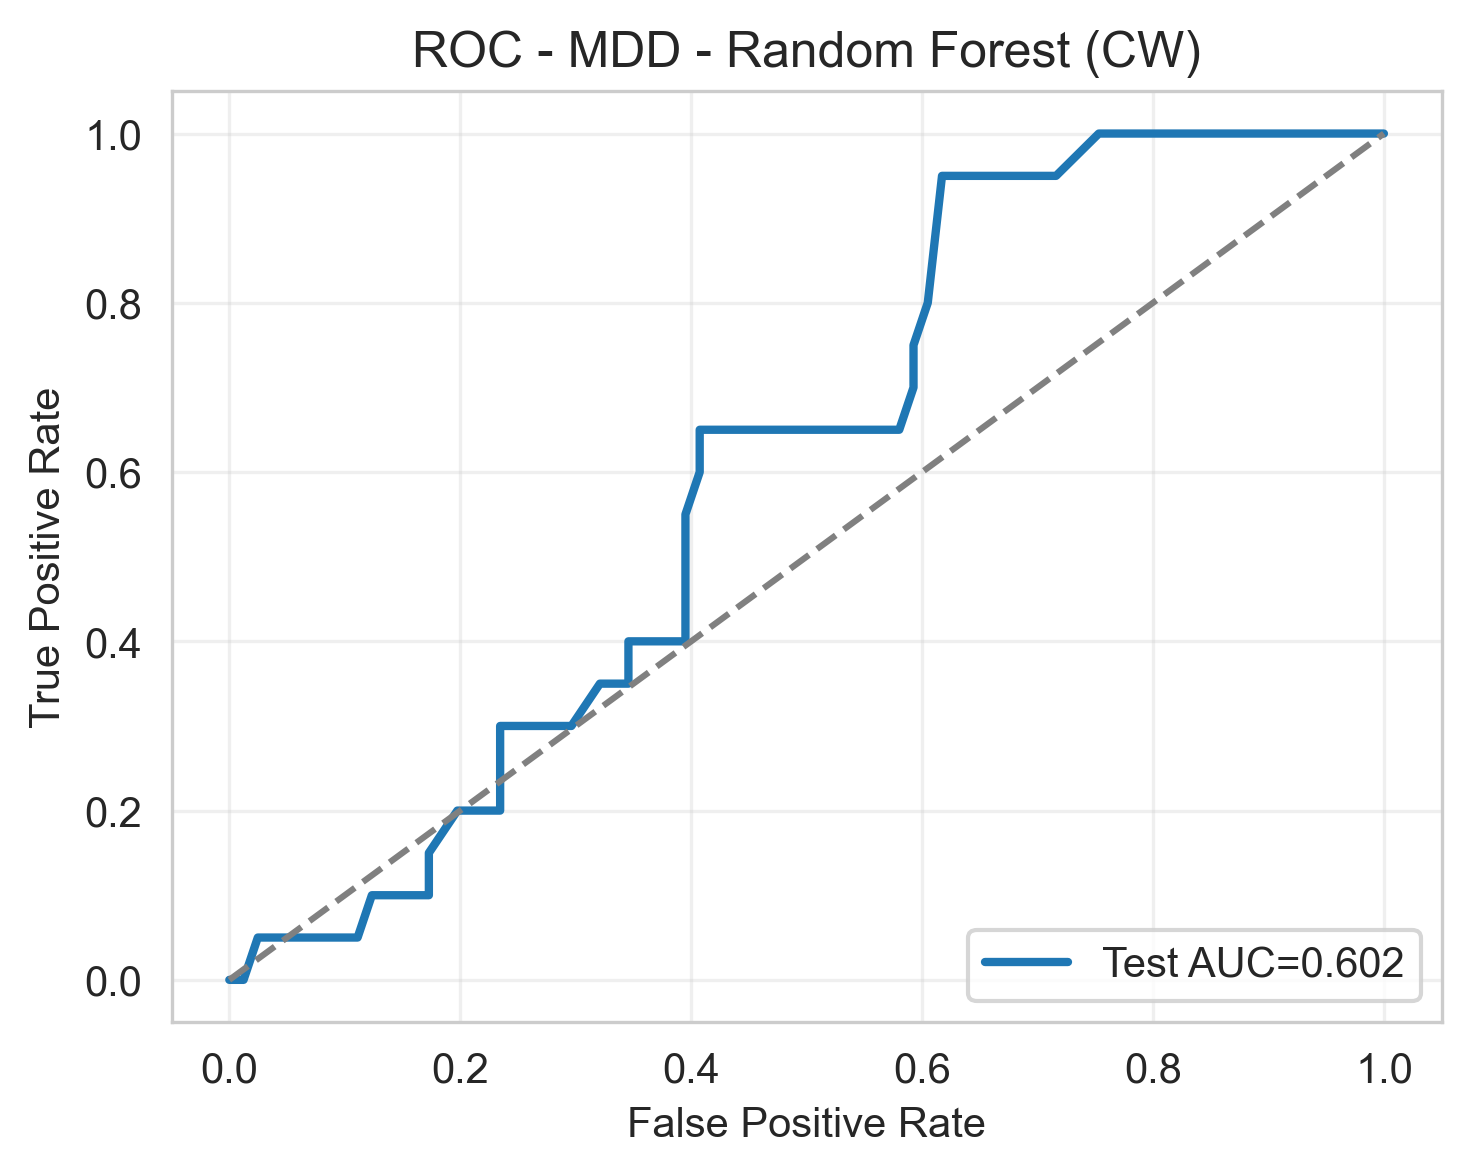 ROC - MDD - Random Forest (CW)
True Positive Rate
1.0
0.8
0.6
0.4
0.2
0.0
Test AUC=0.602
0.0 0.2 0.4 0.6 0.8 1.0
False Positive Rate